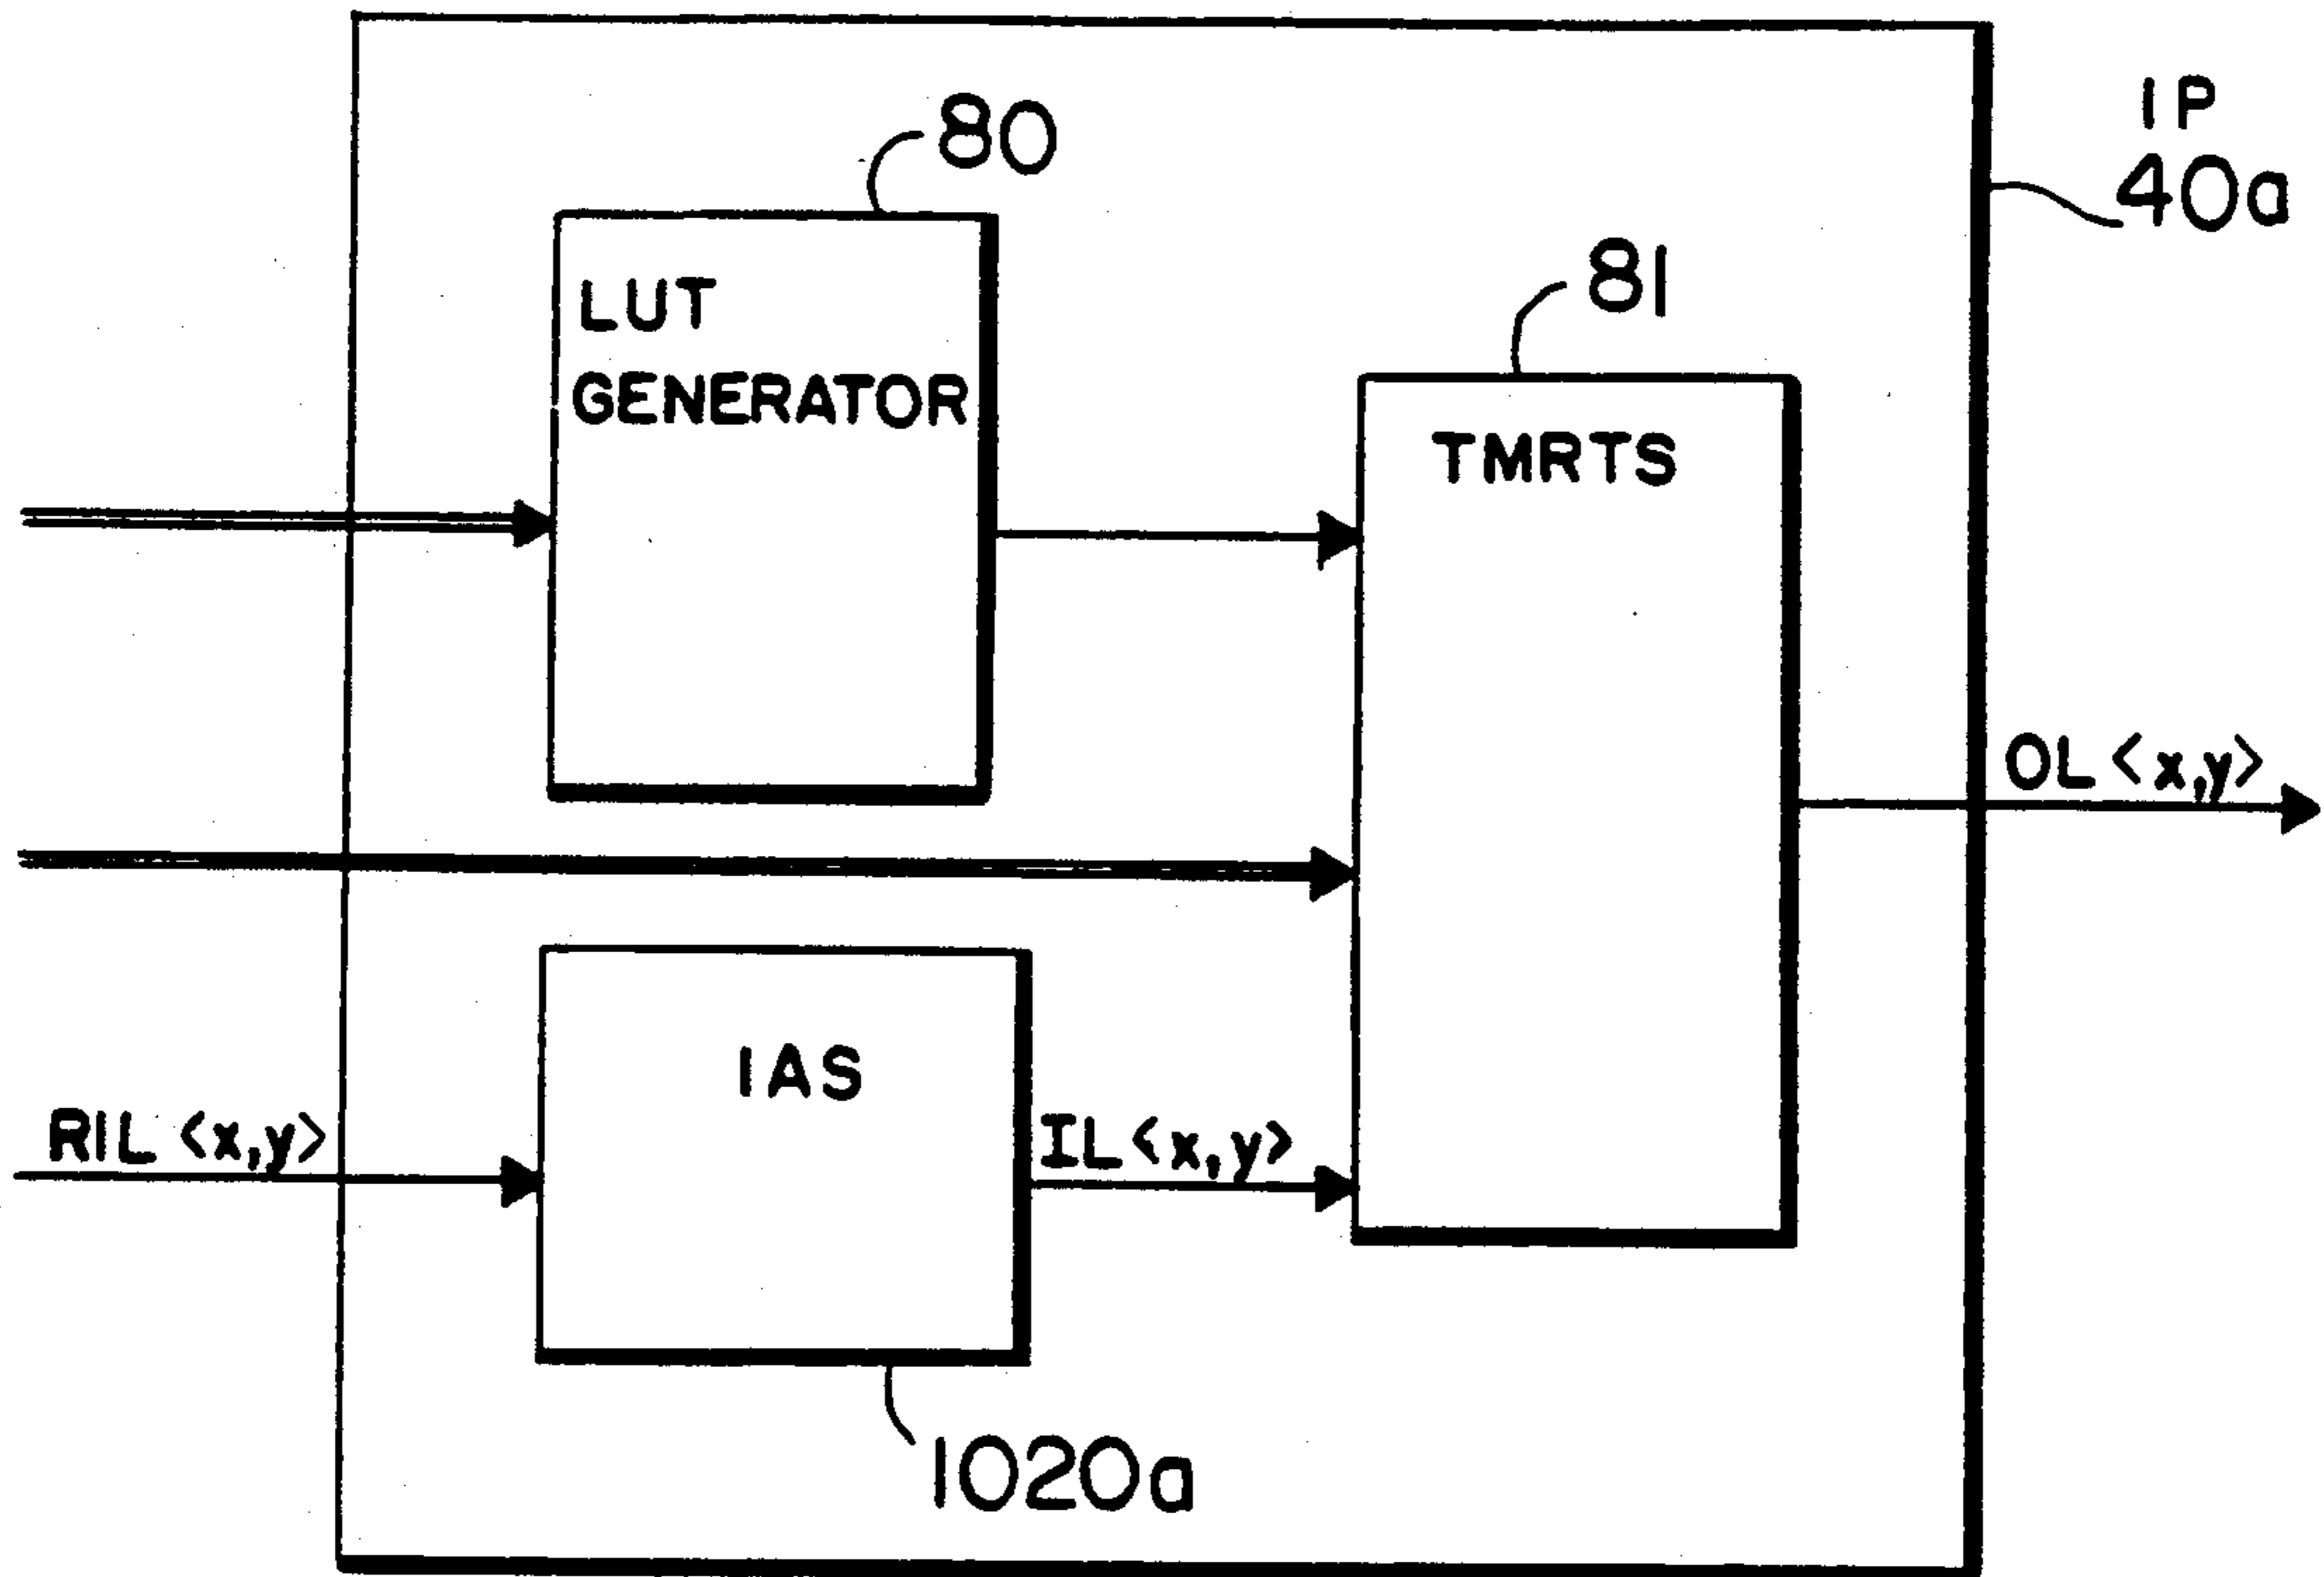 IP
40a
80
LUT
GENERATOR
81
TMRTS
OL<x,y>
IAS
RIL<x,y>
IL<x,y>
1020a